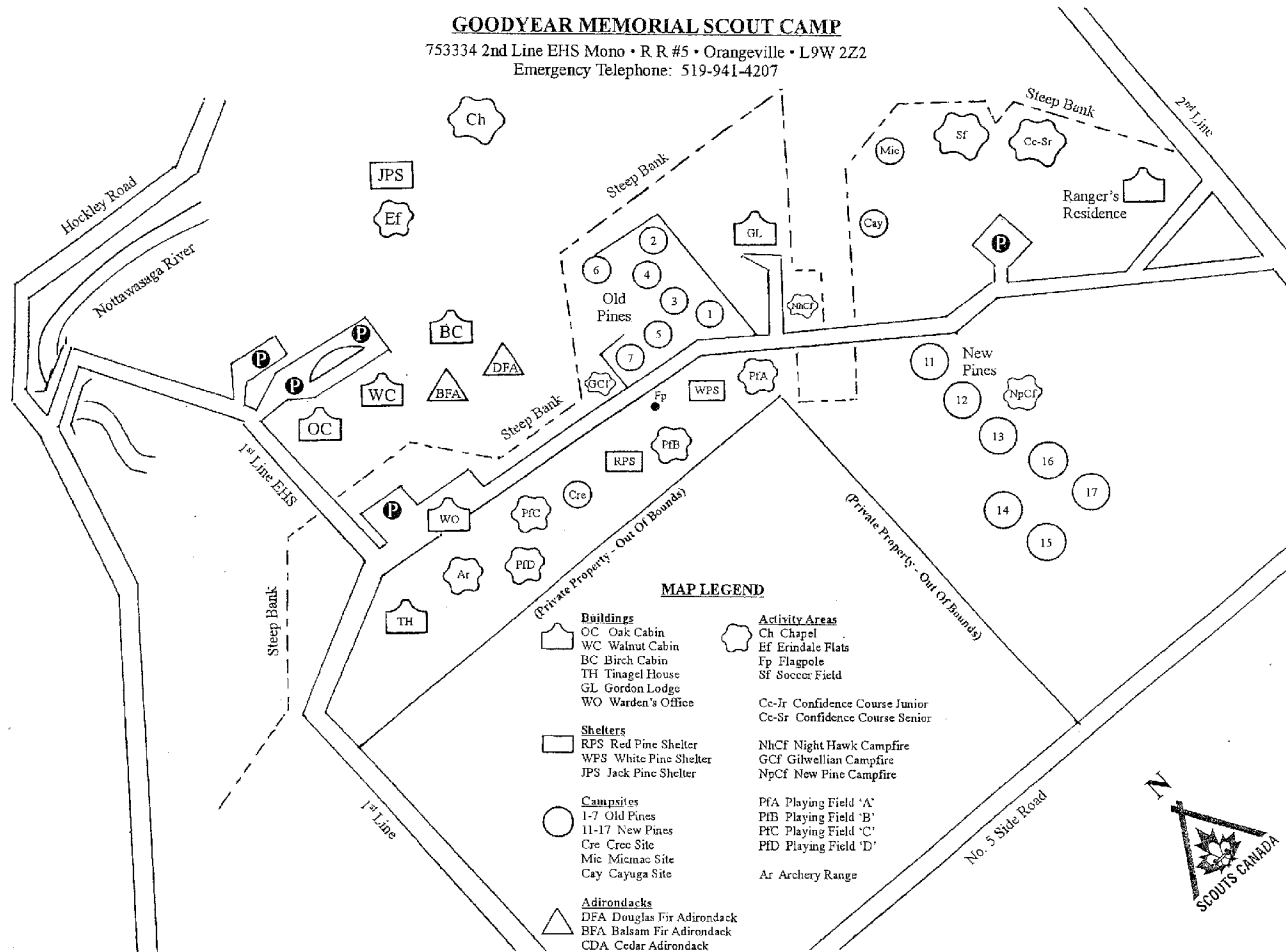 GOODYEAR MEMORIAL SCOUT CAMP
753334 2nd Line EHS Mono • R R #5 • Orangeville • L9W 2Z2
Emergency Telephone: 519-941-4207
Ch
JPS
Ef
Hockley Road
Nottawasaga River
Steep Bank
2
6
4
Old
Pines
3
1
5
7
GL
Mic
Sf
Cc-Sr
Steep Bank
2nd Line
Ranger's
Residence
Cay
P
NhCf
BC
DFA
P
P
P
WC
BFA
OC
GCf
Steep Bank
Fp
WPS
PfA
11
New
Pines
12
NpCf
13
16
17
14
15
1st Line EHS
P
WO
RPS
PfB
Cre
PfC
Ar
PfD
TH
Steep Bank
(Private Property - Out Of Bounds)
(Private Property - Out Of Bounds)
1st Line
No. 5 Side Road
MAP LEGEND
Buildings
OC Oak Cabin
WC Walnut Cabin
BC Birch Cabin
TH Tinagel House
GL Gordon Lodge
WO Warden's Office
Shelters
RPS Red Pine Shelter
WPS White Pine Shelter
JPS Jack Pine Shelter
Campsites
1-7 Old Pines
11-17 New Pines
Cre Cree Site
Mic Micmac Site
Cay Cayuga Site
Adirondacks
DFA Douglas Fir Adirondack
BFA Balsam Fir Adirondack
CDA Cedar Adirondack
Activity Areas
Ch Chapel
Ef Erindale Flats
Fp Flagpole
Sf Soccer Field
Cc-Jr Confidence Course Junior
Cc-Sr Confidence Course Senior
NhCf Night Hawk Campfire
GCf Gilwellian Campfire
NpCf New Pine Campfire
PfA Playing Field 'A'
PfB Playing Field 'B'
PfC Playing Field 'C'
PfD Playing Field 'D'
Ar Archery Range
N
SCOUTS CANADA